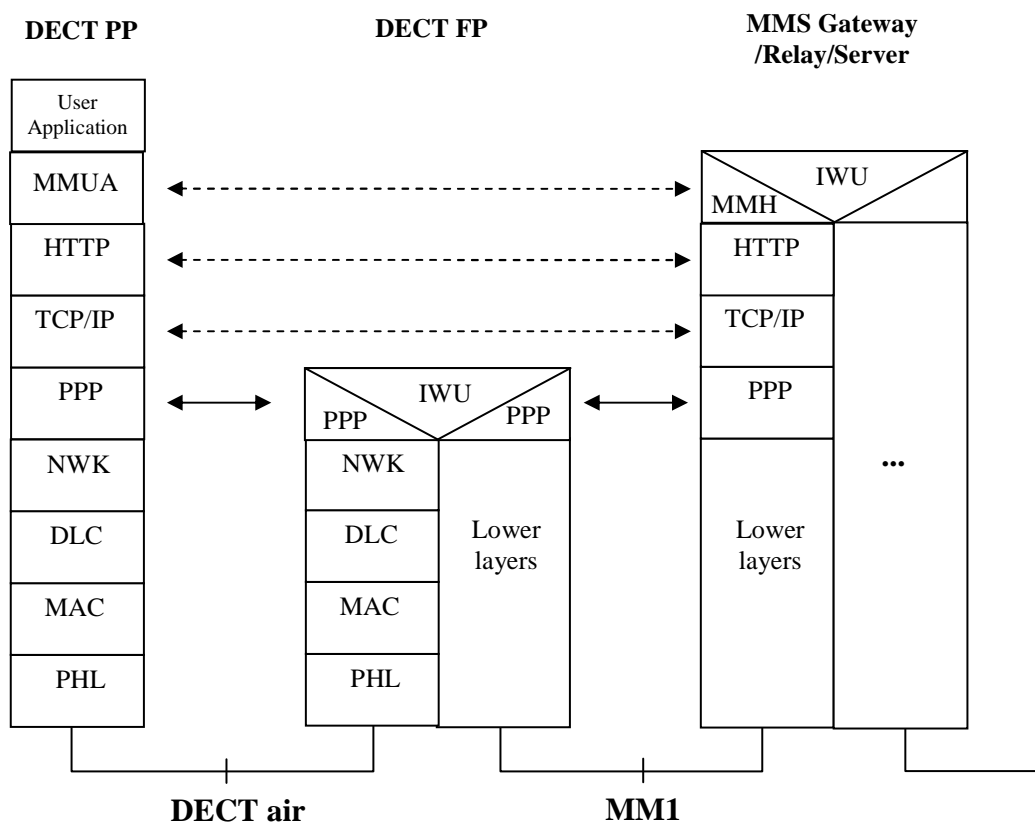 DECT PP
DECT FP
MMS Gateway
/Relay/Server
User
Application
MMUA
IWU
MMH
HTTP
HTTP
TCP/IP
TCP/IP
PPP
IWU
PPP
PPP
PPP
NWK
NWK
...
DLC
DLC
Lower
layers
Lower
layers
MAC
MAC
PHL
PHL
DECT air
MM1